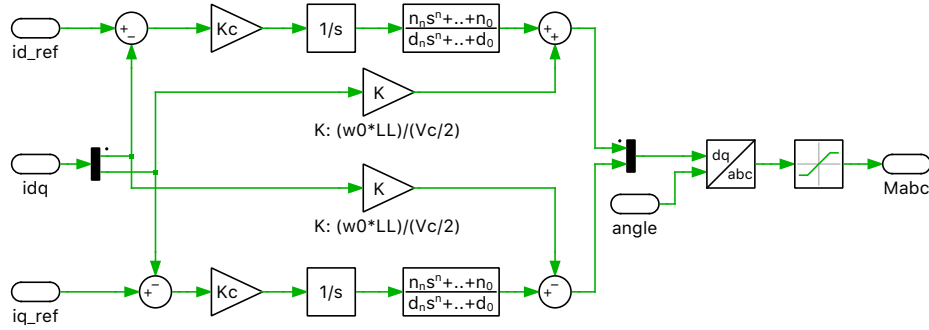 id_ref
Kc
1/s
nₙsⁿ+..+n₀
dₙsⁿ+..+d₀
K
K: (w0*LL)/(Vc/2)
idq
dq
abc
Mabc
K
K: (w0*LL)/(Vc/2)
angle
iq_ref
Kc
1/s
nₙsⁿ+..+n₀
dₙsⁿ+..+d₀